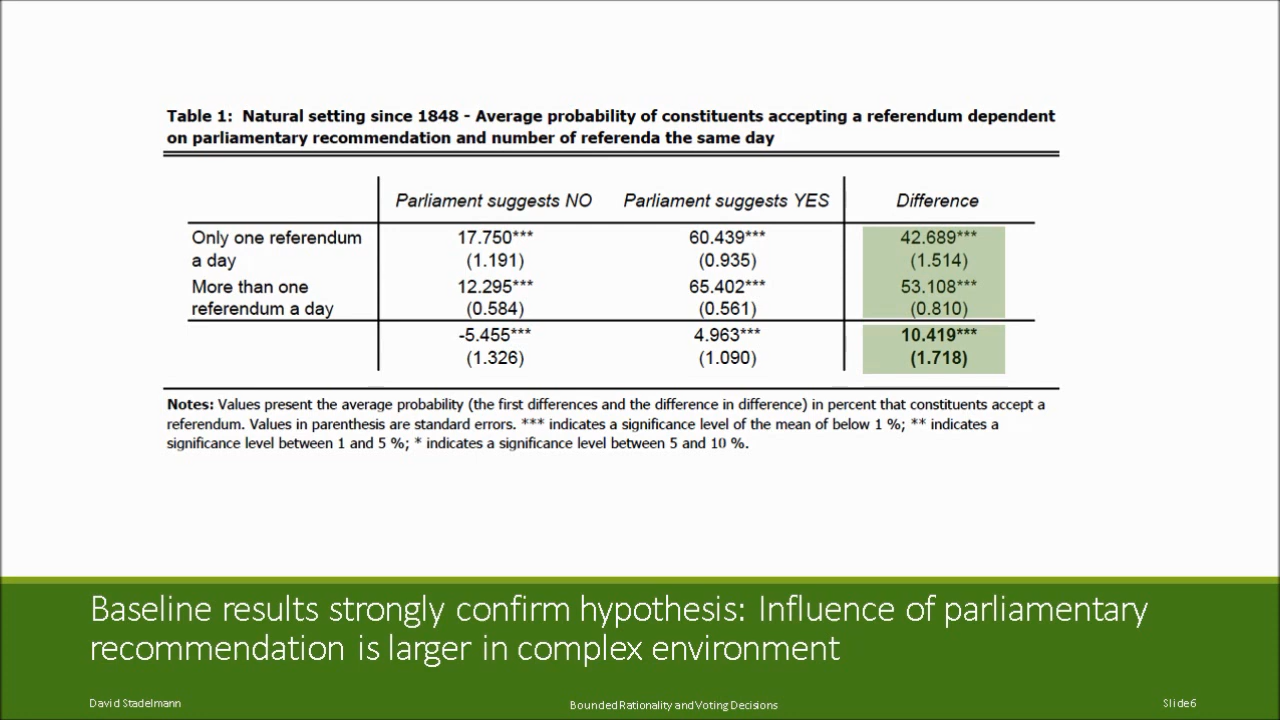 Table 1: Natural setting since 1848 - Average probability of constituents accepting a referendum dependent
on parliamentary recommendation and number of referenda the same day
Parliament suggests NO Parliament suggests YES Difference
Only one referendum 17.750*** 60.439*** 42.689***
a day (1.191) (0.935) (1.514)
More than one 12.295*** 65.402*** 53.108***
referendum a day (0.584) (0.561) (0.810)
-5.455*** 4.963*** 10.419***
(1.326) (1.090) (1.718)
Notes: Values present the average probability (the first differences and the difference in difference) in percent that constituents accept a
referendum. Values in parenthesis are standard errors. *** indicates a significance level of the mean of below 1 %; ** indicates a
significance level between 1 and 5 %; * indicates a significance level between 5 and 10 %.
Baseline results strongly confirm hypothesis: Influence of parliamentary
recommendation is larger in complex environment
David Stadelmann Bounded Rationality and Voting Decisions Slide 6